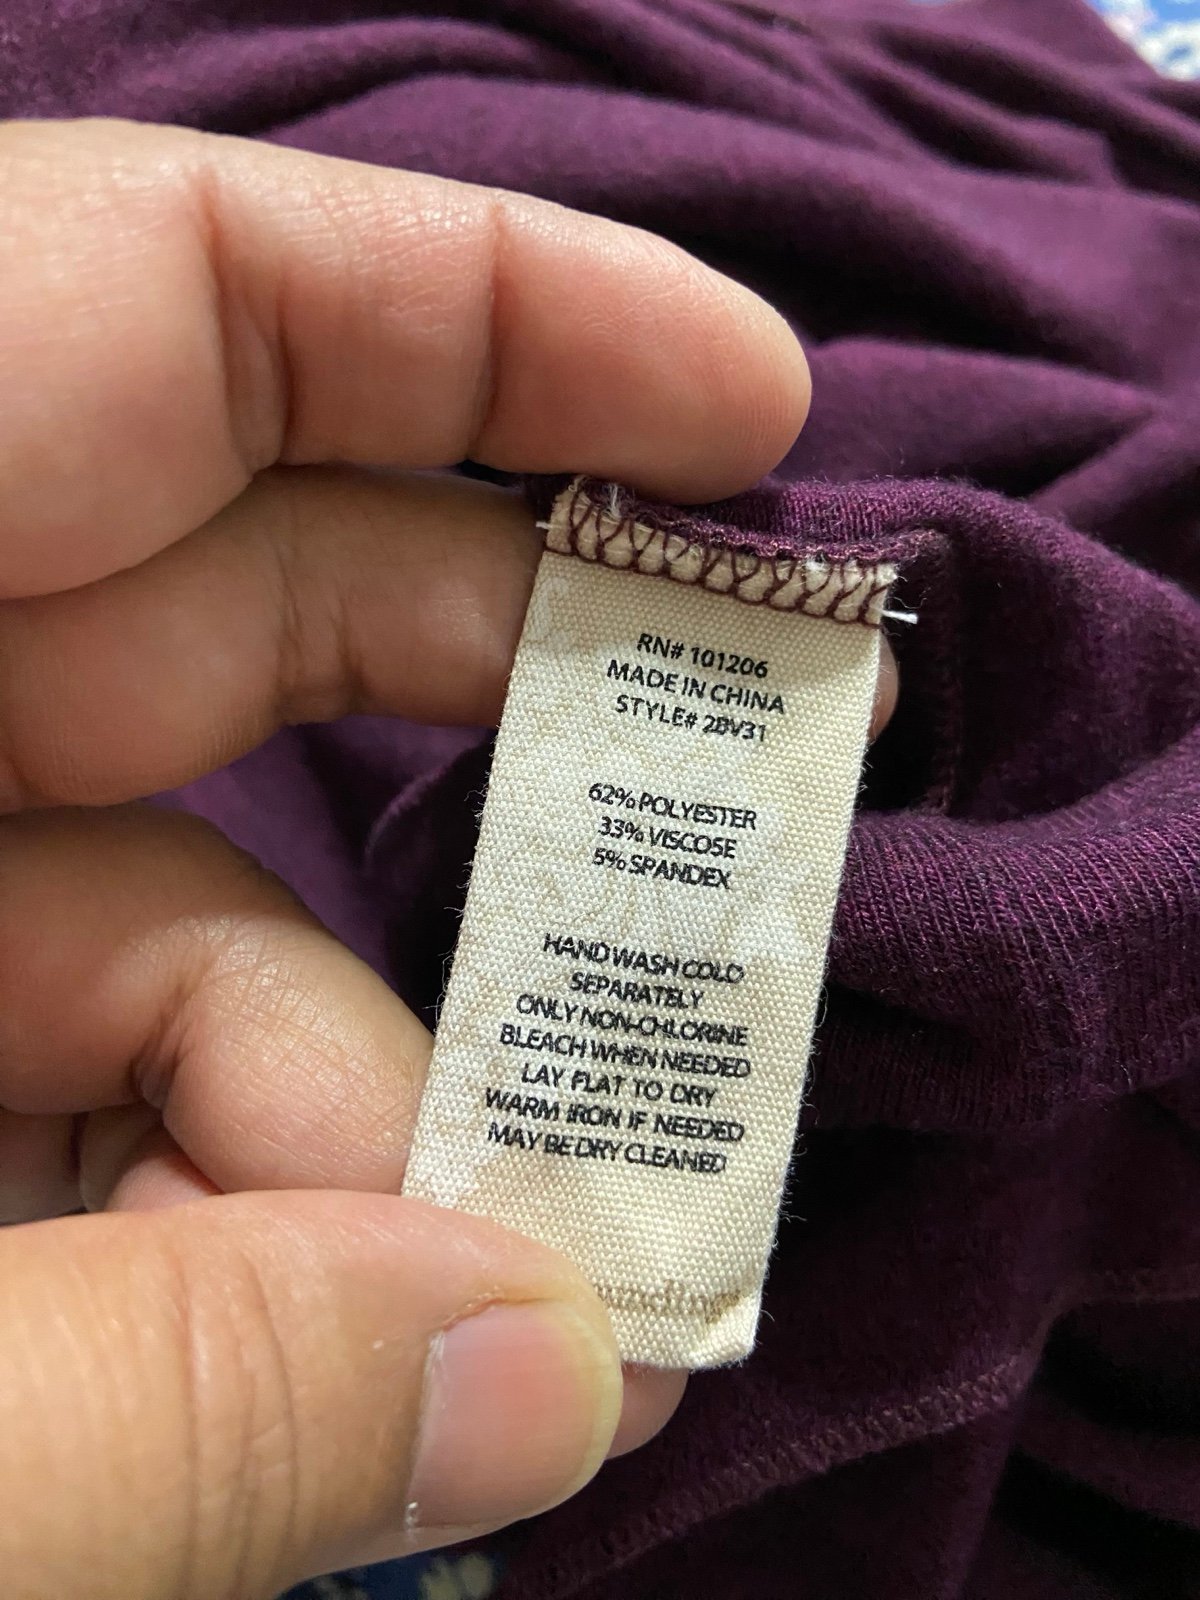 RN# 101206
MADE IN CHINA
STYLE# 2BV31
62% POLYESTER
33% VISCOSE
5% SPANDEX
HAND WASH COLD
SEPARATELY
ONLY NON-CHLORINE
BLEACH WHEN NEEDED
LAY FLAT TO DRY
WARM IRON IF NEEDED
MAY BE DRY CLEANED